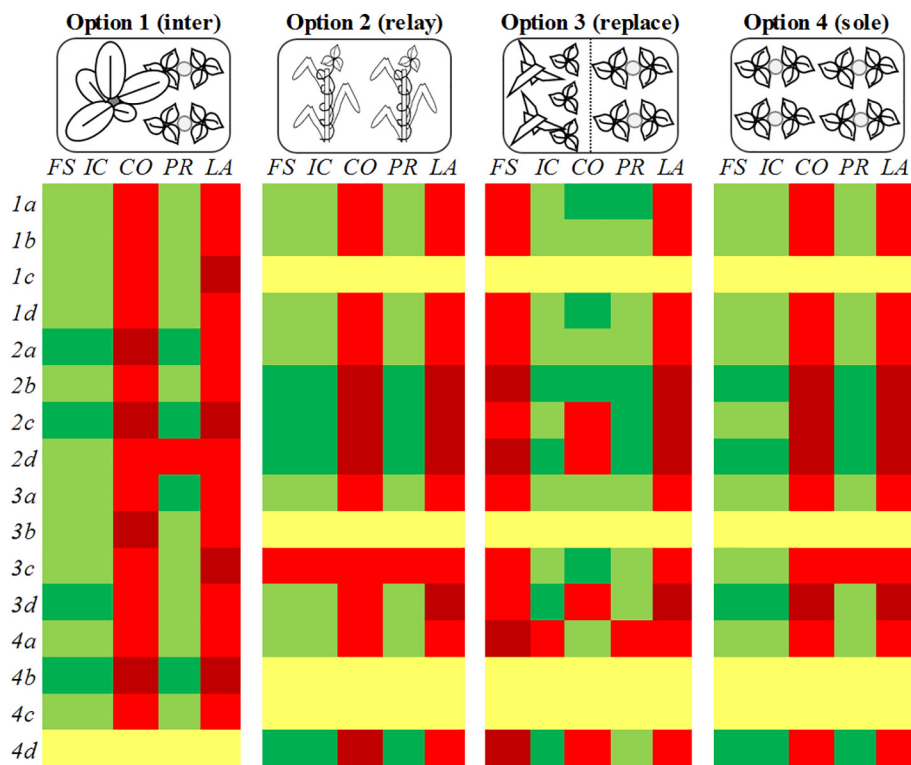 Option 1 (inter) Option 2 (relay) Option 3 (replace) Option 4 (sole)
FS IC CO PR LA FS IC CO PR LA FS IC CO PR LA FS IC CO PR LA
1a
1b
1c
1d
2a
2b
2c
2d
3a
3b
3c
3d
4a
4b
4c
4d